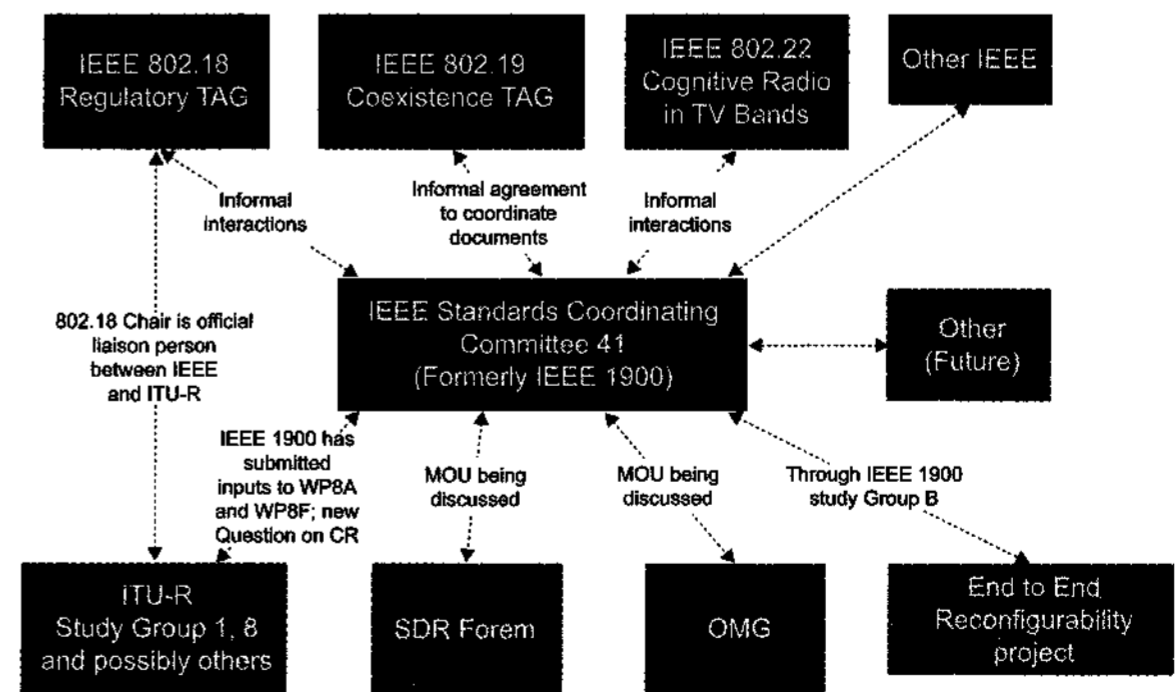 IEEE 802.18
Regulatory TAG
IEEE 802.19
Coexistence TAG
IEEE 802.22
Cognitive Radio
in TV Bands
Other IEEE
Informal
interactions
Informal agreement
to coordinate
documents
Informal
interactions
802.18 Chair is official
liaison person
between IEEE
and ITU-R
IEEE Standards Coordinating
Committee 41
(Formerly IEEE 1900)
Other
(Future)
IEEE 1900 has
submitted
inputs to WP8A
and WP8F; new
Question on CR
MOU being
discussed
MOU being
discussed
Through IEEE 1900
study Group B
ITU-R
Study Group 1, 8
and possibly others
SDR Forem
OMG
End to End
Reconfigurability
project